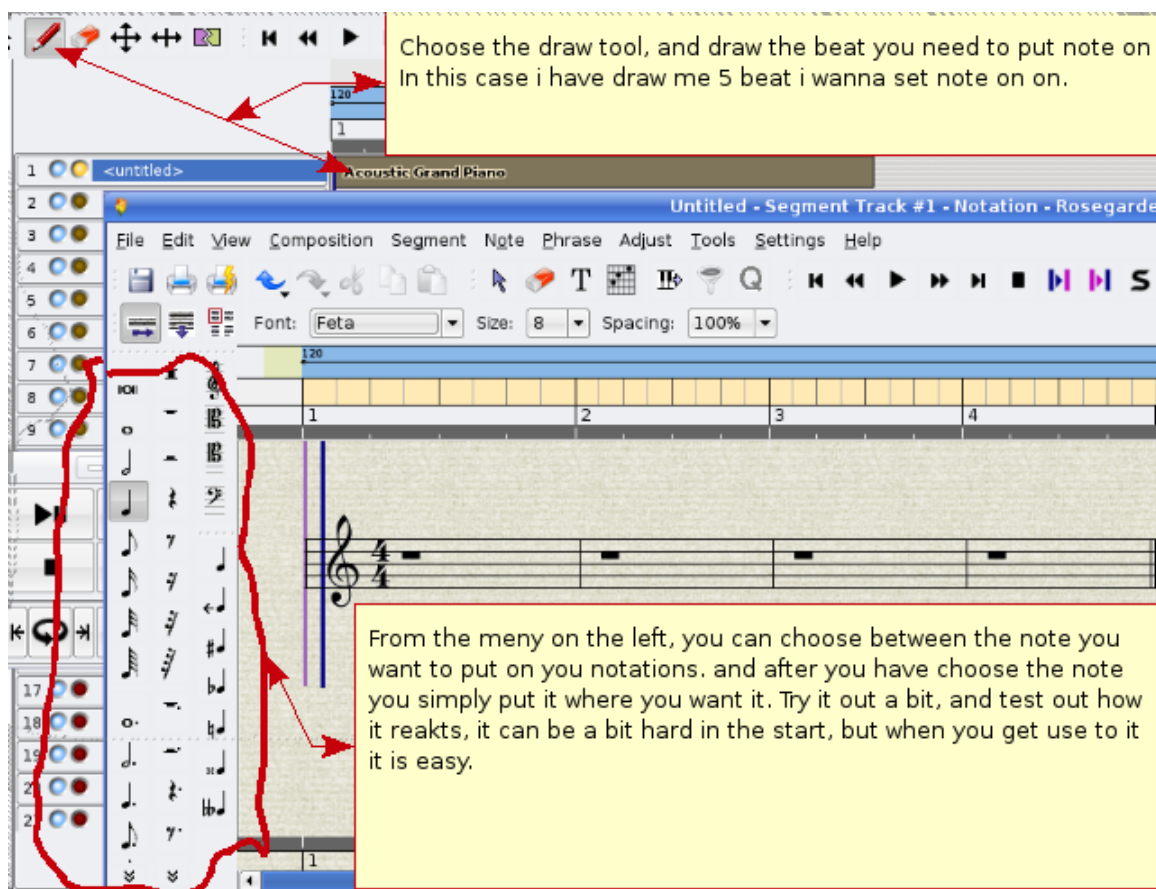 Choose the draw tool, and draw the beat you need to put note on
In this case i have draw me 5 beat i wanna set note on on.
120
1
1 <untitled>
Acoustic Grand Piano
2
3
4
5
6
7
8
9
Untitled - Segment Track #1 - Notation - Rosegarde
File Edit View Composition Segment Note Phrase Adjust Tools Settings Help
Font: Feta Size: 8 Spacing: 100%
120
1 2 3 4
From the meny on the left, you can choose between the note you
want to put on you notations. and after you have choose the note
you simply put it where you want it. Try it out a bit, and test out how
it reakts, it can be a bit hard in the start, but when you get use to it
it is easy.
17
18
19
1